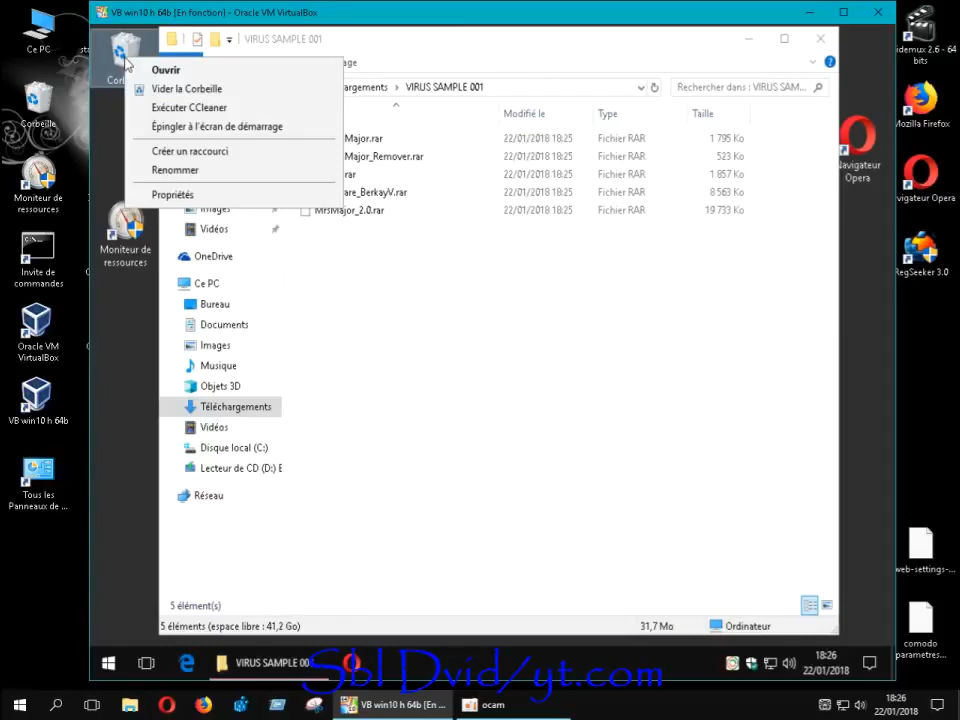 VB win10 h 64b [En fonction] - Oracle VM VirtualBox
Ce PC
Corbeille
Moniteur de
ressources
Invite de
commandes
Oracle VM
VirtualBox
VB win10 h 64b
Tous les
Panneaux de ...
VIRUS SAMPLE 001
Ouvrir
Vider la Corbeille
Exécuter CCleaner
Épingler à l'écran de démarrage
Créer un raccourci
Renommer
Propriétés
Moniteur de
ressources
VIRUS SAMPLE 001
Rechercher dans : VIRUS SAM...
Modifié le
Type
Taille
Major.rar 22/01/2018 18:25 Fichier RAR 1 795 Ko
Major_Remover.rar 22/01/2018 18:25 Fichier RAR 523 Ko
rar 22/01/2018 18:25 Fichier RAR 1 857 Ko
are_BerkayV.rar 22/01/2018 18:25 Fichier RAR 8 563 Ko
MrsMajor_2.0.rar 22/01/2018 18:25 Fichier RAR 19 733 Ko
Images
Vidéos
OneDrive
Ce PC
Bureau
Documents
Images
Musique
Objets 3D
Téléchargements
Vidéos
Disque local (C:)
Lecteur de CD (D:) E
Réseau
5 élément(s)
5 éléments (espace libre : 41,2 Go)
31,7 Mo
Ordinateur
VIRUS SAMPLE 00
18:26
22/01/2018
Sbl Dvid/yt.com
idemux 2.6 - 64
bits
Mozilla Firefox
Navigateur
Opera
vigateur Opera
RegSeeker 3.0
web-settings-...
comodo
parametres...
VB win10 h 64b [En ...
ocam
18:26
22/01/2018